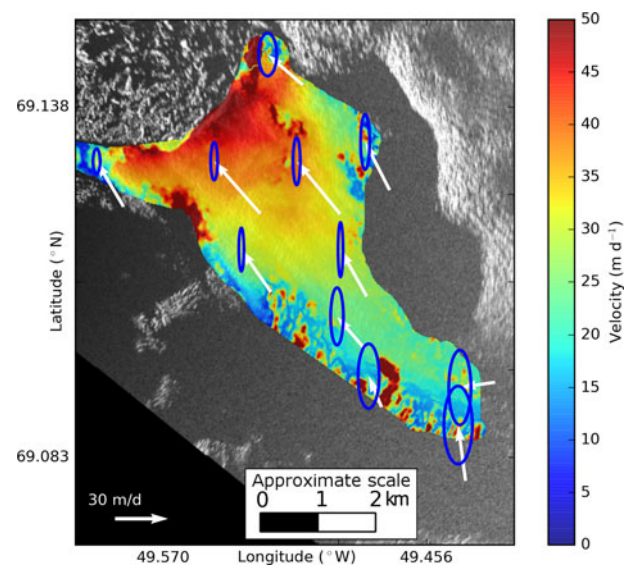 50
45
69.138
40
35
30
Latitude (° N)
25
Velocity (m d⁻¹)
20
15
10
69.083
Approximate scale
0 1 2 km
30 m/d
5
0
49.570 Longitude (° W) 49.456